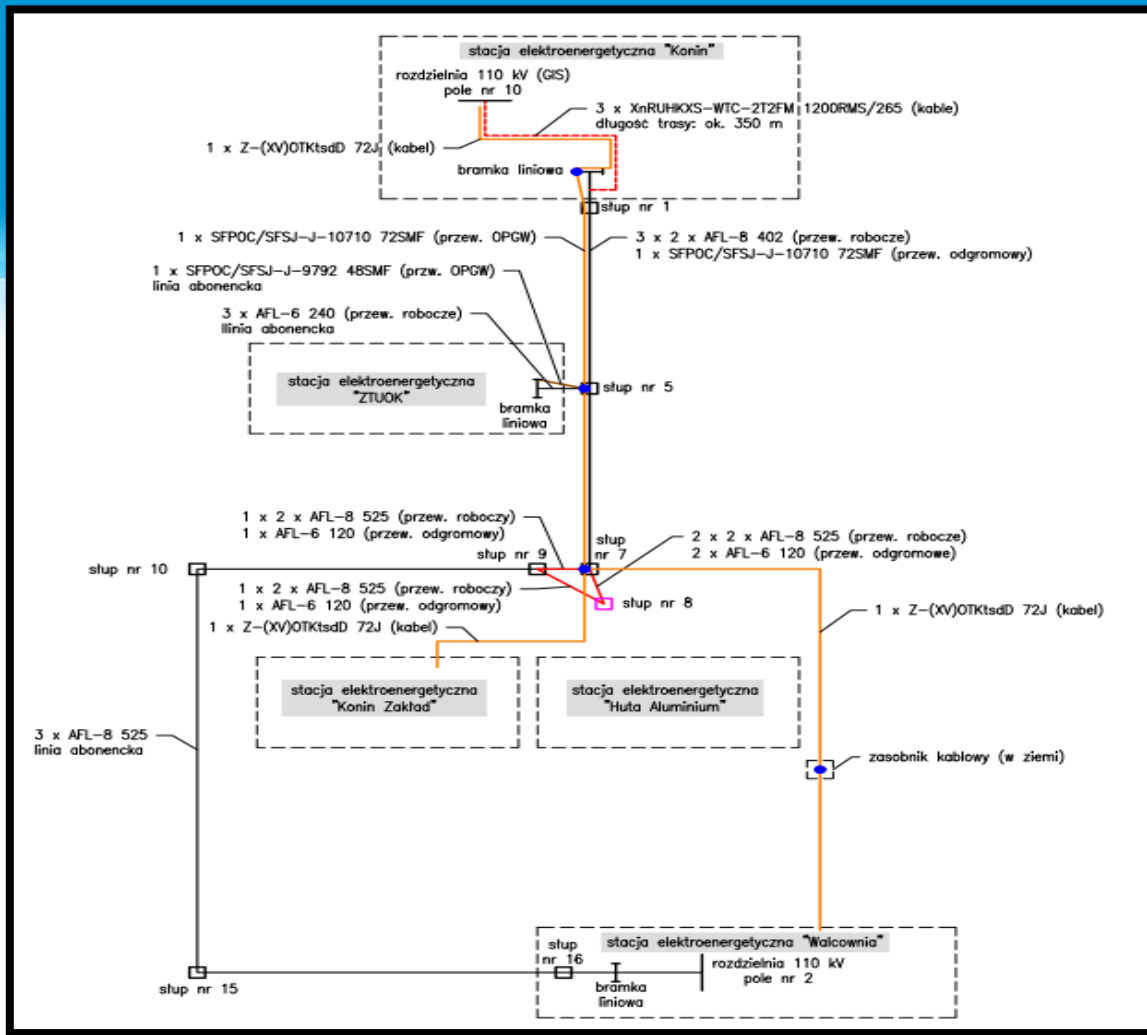 stacja elektroenergetyczna "Konin"
rozdzielnia 110 kV (GIS)
pole nr 10
3 x XnRUHKXS-WTC-2T2FM 1200RMS/265 (kable)
długość trasy: ok. 350 m
1 x Z-(XV)OTKtsdD 72J (kabel)
bramka liniowa
słup nr 1
1 x SFPOC/SFSJ-J-10710 72SMF (przew. OPGW)
3 x 2 x AFL-8 402 (przew. robocze)
1 x SFPOC/SFSJ-J-10710 72SMF (przew. odgromowy)
1 x SFPOC/SFSJ-J-9792 48SMF (przw. OPGW)
linia abonencka
3 x AFL-6 240 (przew. robocze)
llinia abonencka
stacja elektroenergetyczna
"ZTUOK"
słup nr 5
bramka
liniowa
1 x 2 x AFL-8 525 (przew. roboczy)
1 x AFL-6 120 (przew. odgromowy)
słup
nr 7
2 x 2 x AFL-8 525 (przew. robocze)
2 x AFL-6 120 (przew. odgromowe)
słup nr 9
słup nr 10
1 x 2 x AFL-8 525 (przew. roboczy)
1 x AFL-6 120 (przew. odgromowy)
słup nr 8
1 x Z-(XV)OTKtsdD 72J (kabel)
1 x Z-(XV)OTKtsdD 72J (kabel)
stacja elektroenergetyczna
"Konin Zakład"
stacja elektroenergetyczna
"Huta Aluminium"
3 x AFL-8 525
linia abonencka
zasobnik kablowy (w ziemi)
stacja elektroenergetyczna "Walcownia"
słup
nr 16
rozdzielnia 110 kV
pole nr 2
bramka
liniowa
słup nr 15